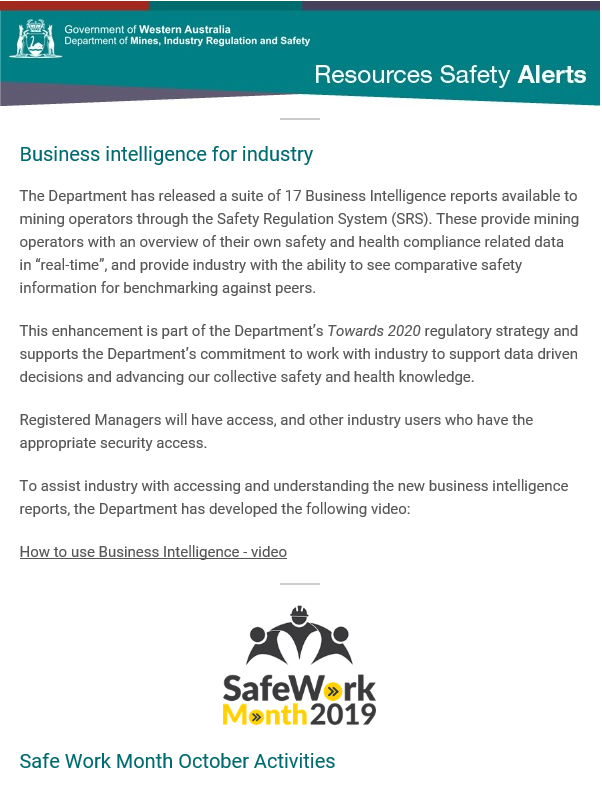 Government of Western Australia
Department of Mines, Industry Regulation and Safety
Resources Safety Alerts
Business intelligence for industry
The Department has released a suite of 17 Business Intelligence reports available to
mining operators through the Safety Regulation System (SRS). These provide mining
operators with an overview of their own safety and health compliance related data
in “real-time”, and provide industry with the ability to see comparative safety
information for benchmarking against peers.
This enhancement is part of the Department’s Towards 2020 regulatory strategy and
supports the Department’s commitment to work with industry to support data driven
decisions and advancing our collective safety and health knowledge.
Registered Managers will have access, and other industry users who have the
appropriate security access.
To assist industry with accessing and understanding the new business intelligence
reports, the Department has developed the following video:
How to use Business Intelligence - video
SafeWork
Month 2019
Safe Work Month October Activities